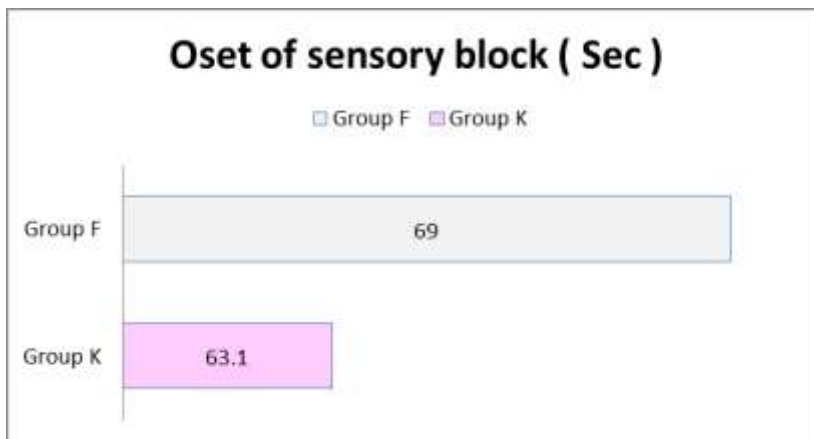 Oset of sensory block ( Sec )
Group F Group K
Group F
69
Group K
63.1